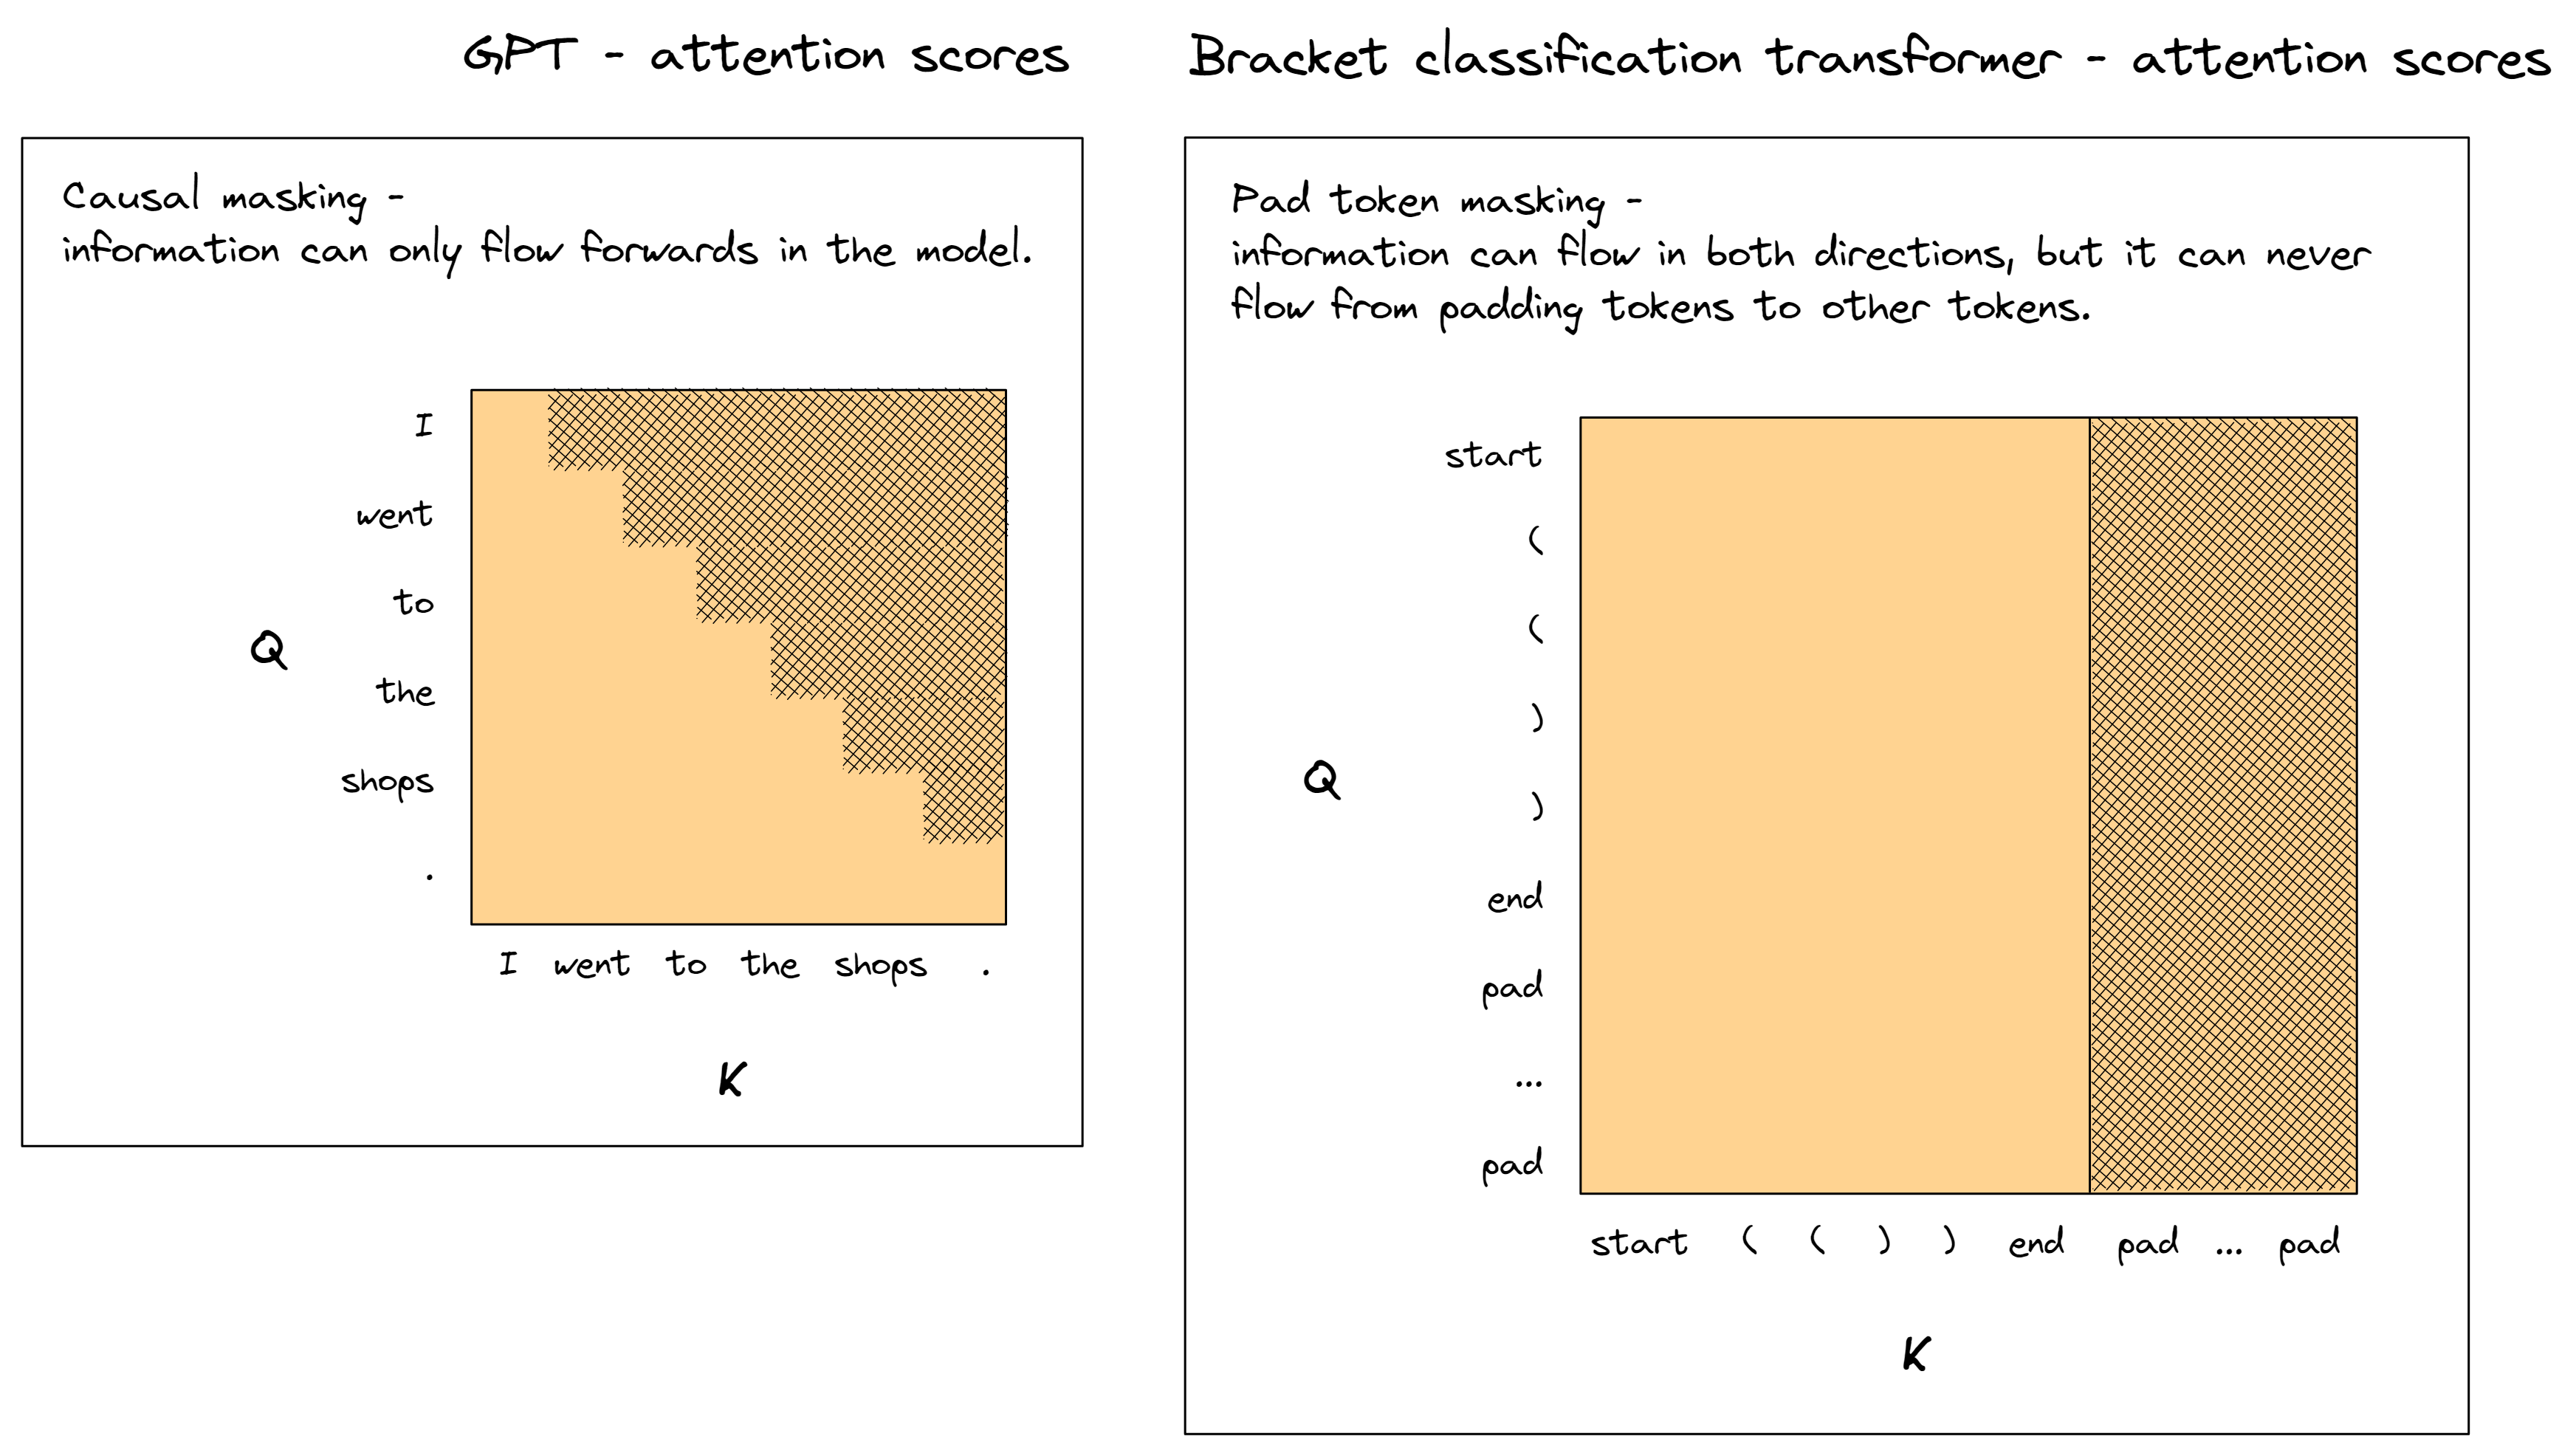 GPT - attention scores
Causal masking -
information can only flow forwards in the model.
I
went
to
the
shops
.
Q
I went to the shops .
K
Bracket classification transformer - attention scores
Pad token masking -
information can flow in both directions, but it can never
flow from padding tokens to other tokens.
start
(
(
)
)
end
pad
...
pad
Q
start ( ( ) ) end pad ... pad
K